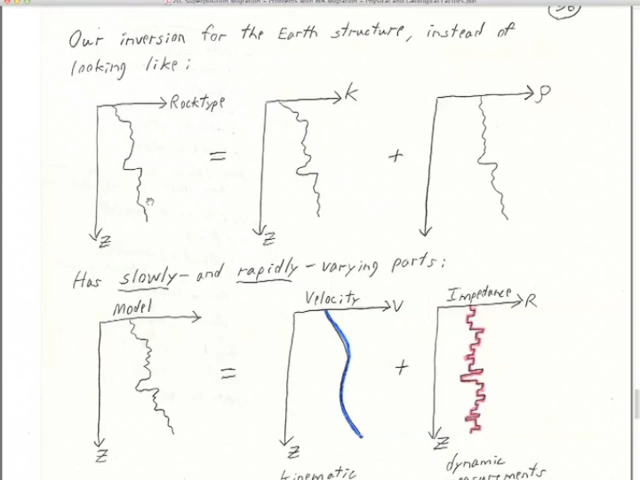 Our inversion for the Earth structure, instead of
looking like:
Rocktype = K + ρ
Z Z Z
Has slowly- and rapidly-varying parts:
Model Velocity V Impedance R
= +
Z Z Z
kinematic dynamic